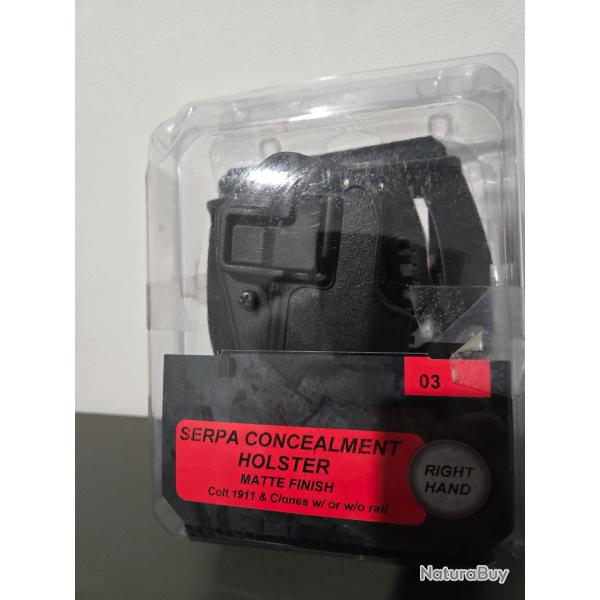 03
SERPA CONCEALMENT
HOLSTER
MATTE FINISH
Colt 1911 & Clones w/ or w/o rail
RIGHT
HAND
NaturaBuy